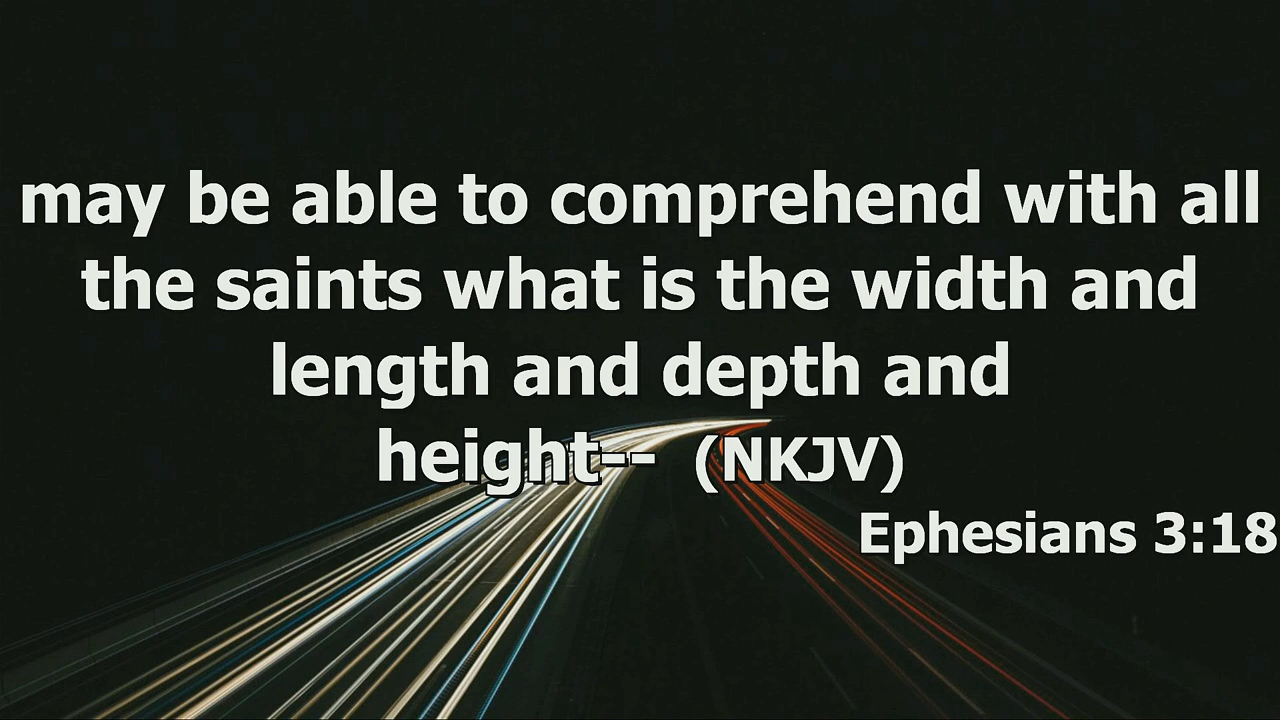 may be able to comprehend with all
the saints what is the width and
length and depth and
height-- (NKJV)
Ephesians 3:18